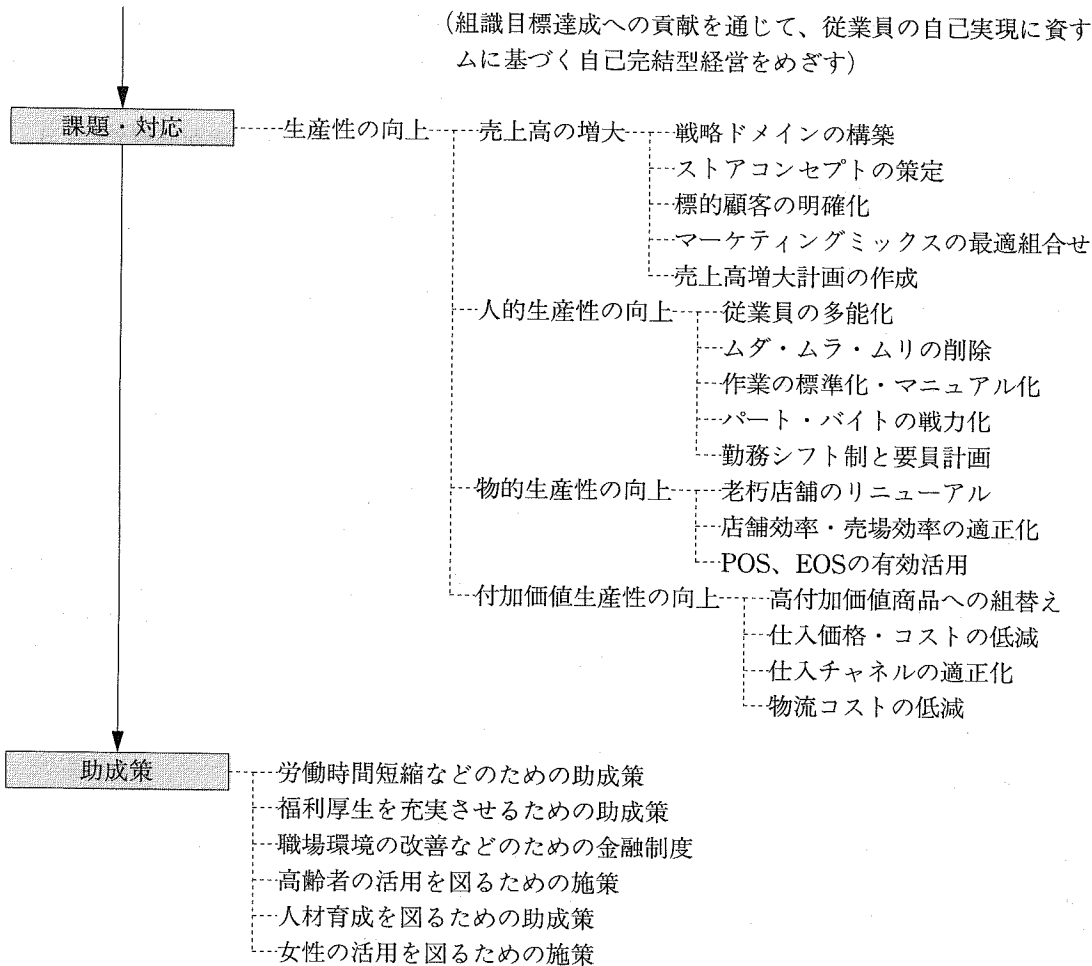 (組織目標達成への貢献を通じて、従業員の自己実現に資す
ムに基づく自己完結型経営をめざす)
課題・対応
生産性の向上
売上高の増大
戦略ドメインの構築
ストアコンセプトの策定
標的顧客の明確化
マーケティングミックスの最適組合せ
売上高増大計画の作成
人的生産性の向上
従業員の多能化
ムダ・ムラ・ムリの削除
作業の標準化・マニュアル化
パート・バイトの戦力化
勤務シフト制と要員計画
物的生産性の向上
老朽店舗のリニューアル
店舗効率・売場効率の適正化
POS、EOSの有効活用
付加価値生産性の向上
高付加価値商品への組替え
仕入価格・コストの低減
仕入チャネルの適正化
物流コストの低減
助成策
労働時間短縮などのための助成策
福利厚生を充実させるための助成策
職場環境の改善などのための金融制度
高齢者の活用を図るための施策
人材育成を図るための助成策
女性の活用を図るための施策